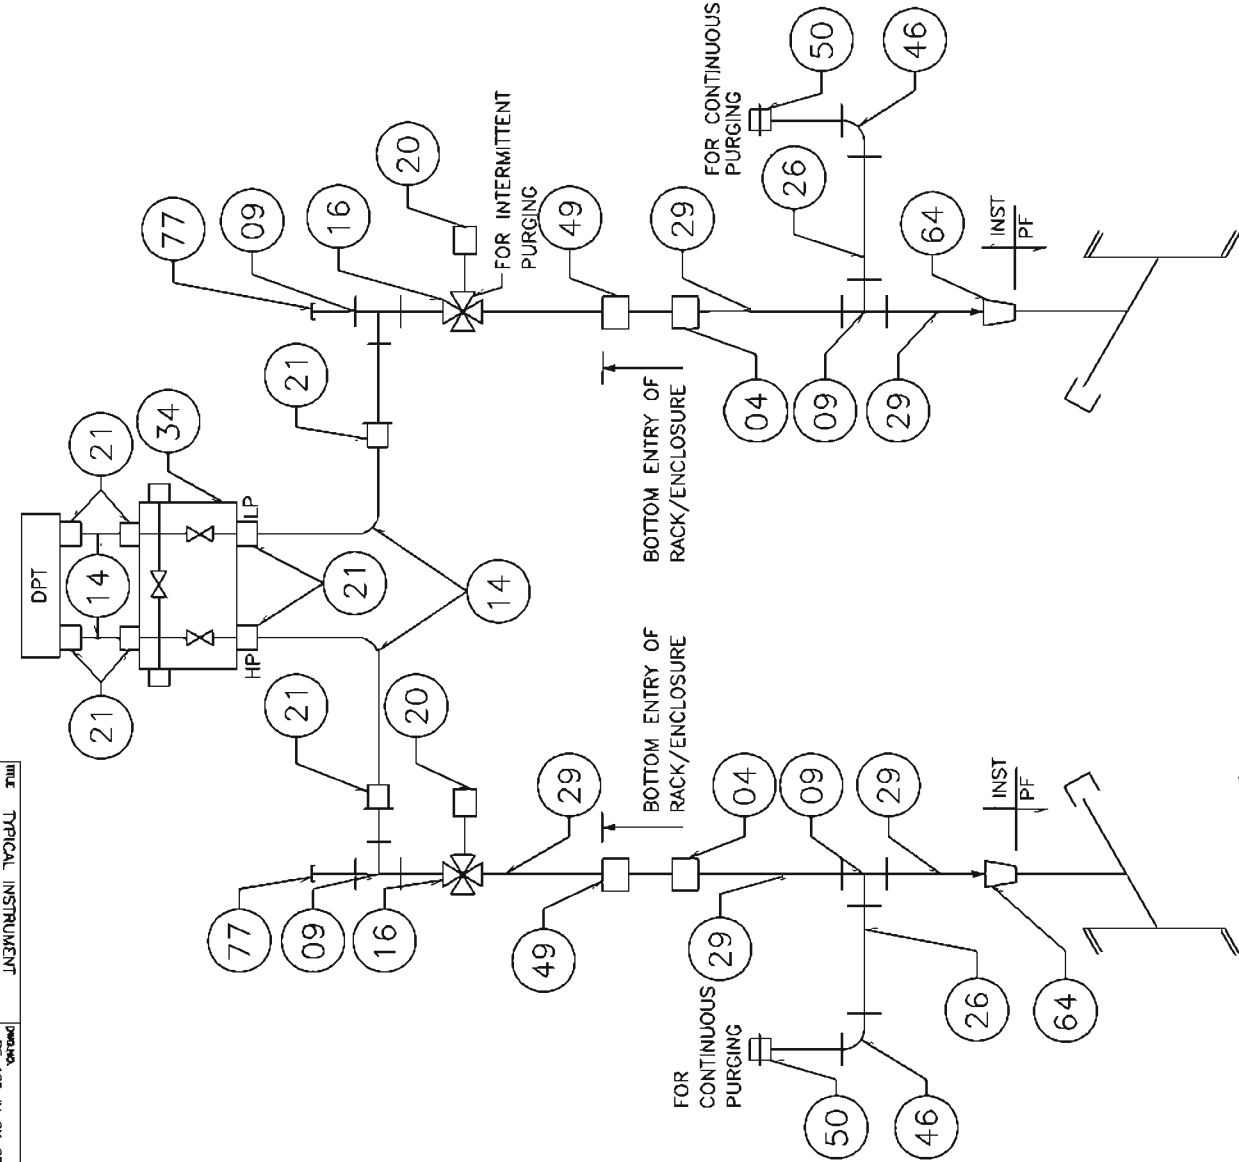 50
46
FOR CONTINUOUS
PURGING
20
26
77
09
16
FOR INTERMITTENT
PURGING
49
29
64
INST
PF
21
34
21
BOTTOM ENTRY OF
RACK/ENCLOSURE
04
09
29
DPT
14
LP
21
14
HP
21
21
20
BOTTOM ENTRY OF
RACK/ENCLOSURE
29
04
09
29
INST
PF
77
09
16
49
29
26
64
FOR
CONTINUOUS
PURGING
50
46
TITLE TYPICAL INSTRUMENT